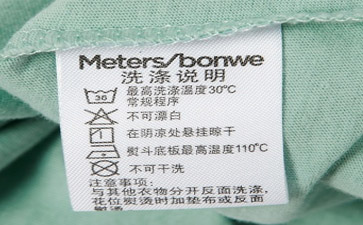 Meters/bonwe
洗涤说明
30 最高洗涤温度30℃
常规程序
不可漂白
在阴凉处悬挂晾干
熨斗底板最高温度110℃
不可干洗
注意事项：
与其他衣物分开反面洗涤,
花位熨烫时加垫布或反面
熨烫